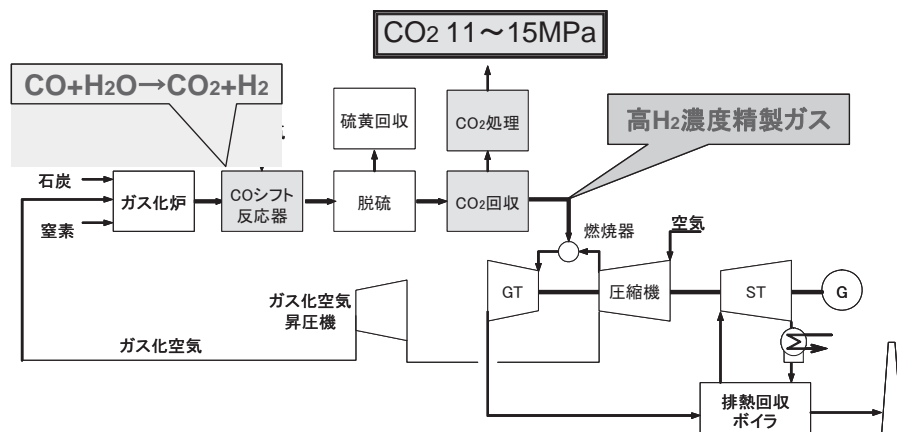 CO2 11～15MPa
CO+H2O→CO2+H2
硫黄回収
CO2処理
高H2濃度精製ガス
石炭
窒素
ガス化炉
COシフト
反応器
脱硫
CO2回収
燃焼器
空気
GT
圧縮機
ST
G
ガス化空気
昇圧機
ガス化空気
排熱回収
ボイラ